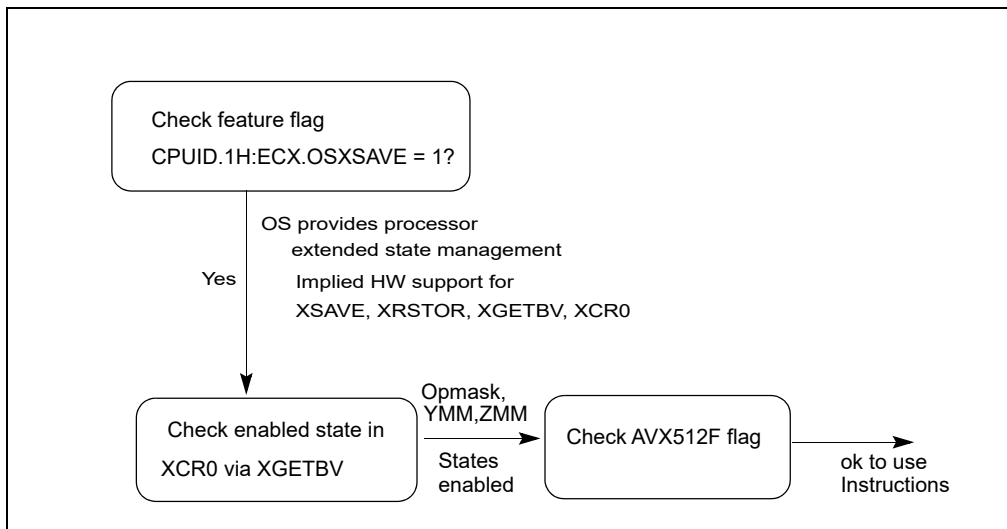 Check feature flag
CPUID.1H:ECX.OSXSAVE = 1?
OS provides processor
extended state management
Yes
Implied HW support for
XSAVE, XRSTOR, XGETBV, XCR0
Check enabled state in
XCR0 via XGETBV
Opmask,
YMM,ZMM
States
enabled
Check AVX512F flag
ok to use
Instructions